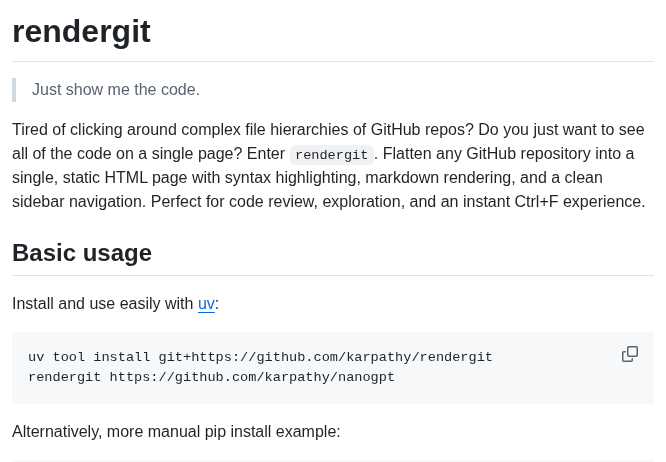 rendergit
Just show me the code.
Tired of clicking around complex file hierarchies of GitHub repos? Do you just want to see
all of the code on a single page? Enter rendergit. Flatten any GitHub repository into a
single, static HTML page with syntax highlighting, markdown rendering, and a clean
sidebar navigation. Perfect for code review, exploration, and an instant Ctrl+F experience.
Basic usage
Install and use easily with uv:
uv tool install git+https://github.com/karpathy/rendergit
rendergit https://github.com/karpathy/nanogpt
Alternatively, more manual pip install example: